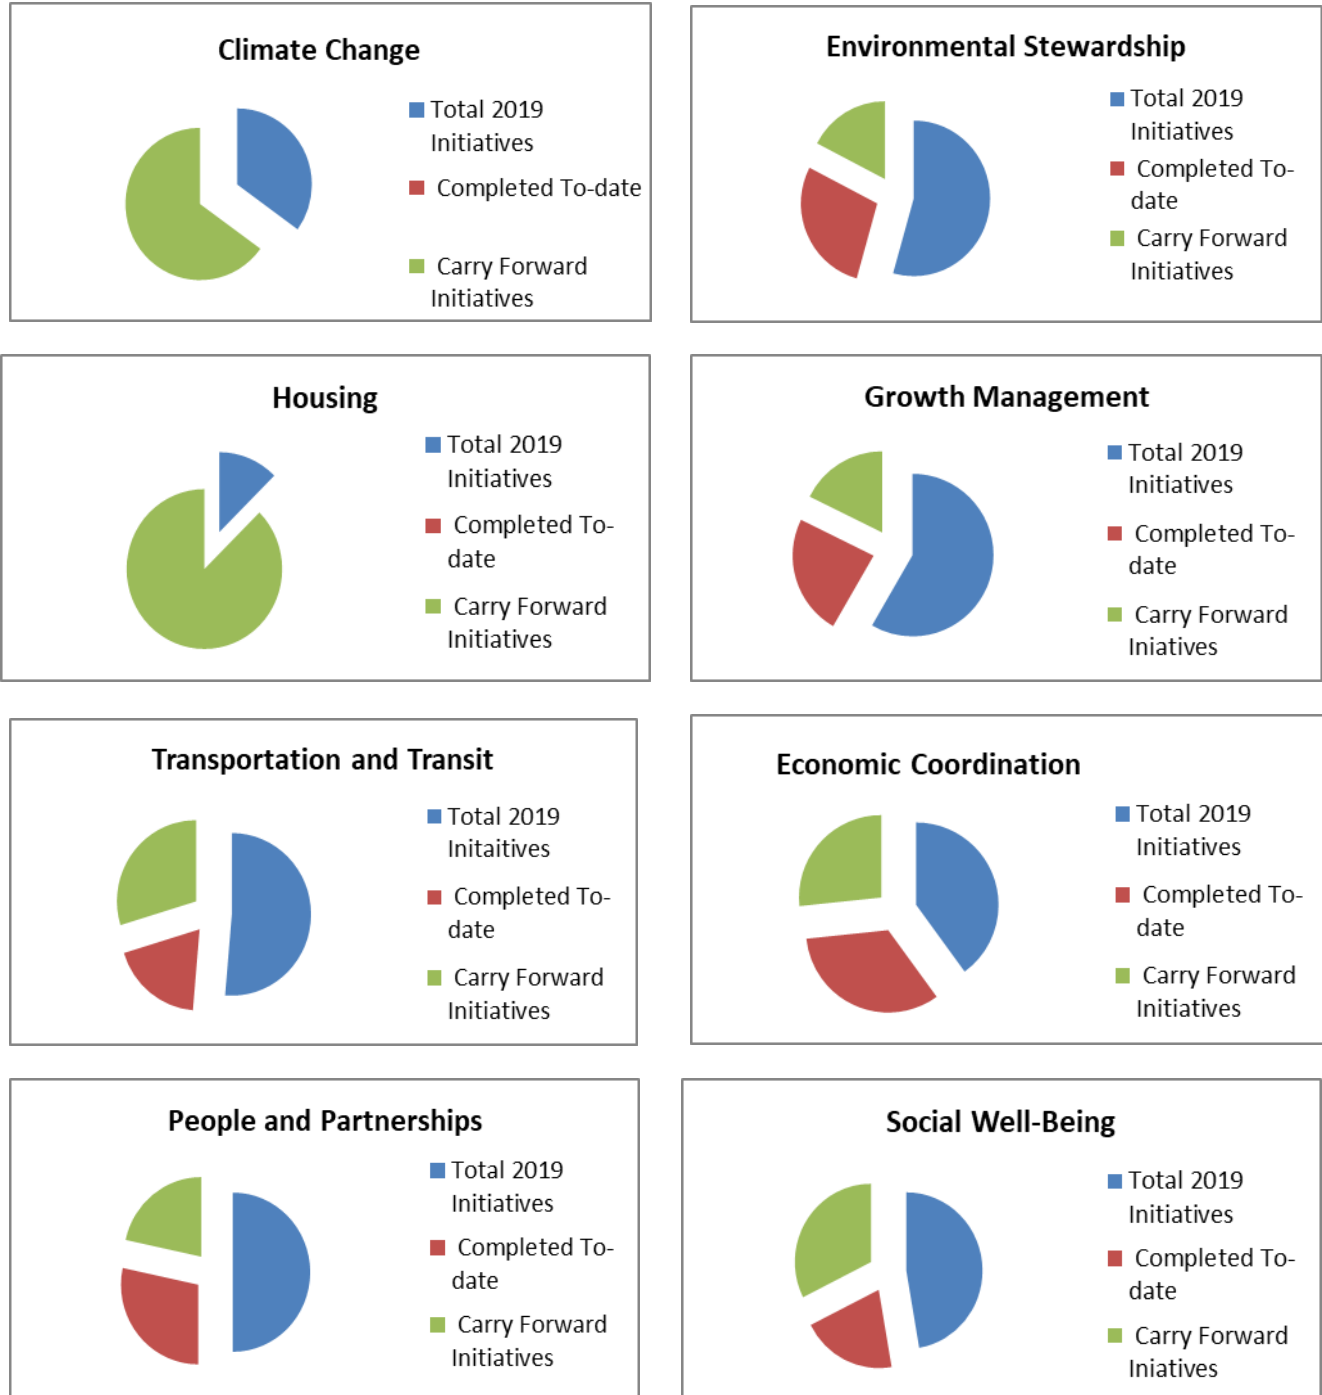 Climate Change
Total 2019
Initiatives
Completed To-date
Carry Forward
Initiatives
Environmental Stewardship
Total 2019
Initiatives
Completed To-
date
Carry Forward
Initiatives
Housing
Total 2019
Initiatives
Completed To-
date
Carry Forward
Initiatives
Growth Management
Total 2019
Initiatives
Completed To-
date
Carry Forward
Iniatives
Transportation and Transit
Total 2019
Initaitives
Completed To-
date
Carry Forward
Initiatives
Economic Coordination
Total 2019
Initiatives
Completed To-
date
Carry Forward
Initiatives
People and Partnerships
Total 2019
Initiatives
Completed To-
date
Carry Forward
Initiatives
Social Well-Being
Total 2019
Initiatives
Completed To-
date
Carry Forward
Iniatives